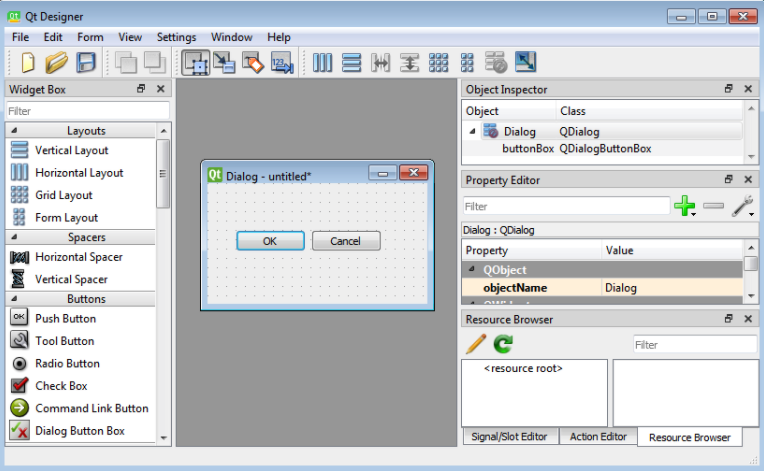 Qt Designer
File Edit Form View Settings Window Help
123
Widget Box
Filter
Layouts
Vertical Layout
Horizontal Layout
Grid Layout
Form Layout
Spacers
Horizontal Spacer
Vertical Spacer
Buttons
OK
Push Button
Tool Button
Radio Button
Check Box
Command Link Button
Dialog Button Box
Qt Dialog - untitled*
OK Cancel
Object Inspector
Object Class
Dialog QDialog
buttonBox QDialogButtonBox
Property Editor
Filter
Dialog : QDialog
Property Value
QObject
objectName Dialog
Resource Browser
Filter
<resource root>
Signal/Slot Editor Action Editor Resource Browser